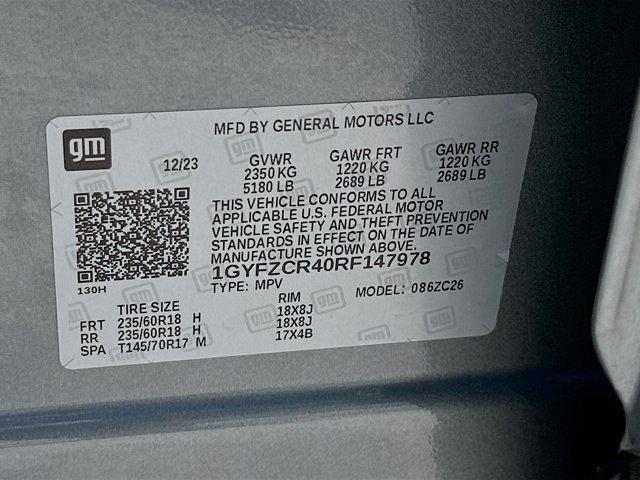 gm
MFD BY GENERAL MOTORS LLC
12/23 GVWR GAWR FRT GAWR RR
2350 KG 1220 KG 1220 KG
5180 LB 2689 LB 2689 LB
THIS VEHICLE CONFORMS TO ALL
APPLICABLE U.S. FEDERAL MOTOR
VEHICLE SAFETY AND THEFT PREVENTION
STANDARDS IN EFFECT ON THE DATE OF
MANUFACTURE SHOWN ABOVE.
1GYFZCR40RF147978
130H TYPE: MPV MODEL: 086ZC26
TIRE SIZE RIM
FRT 235/60R18 H 18X8J
RR 235/60R18 H 18X8J
SPA T145/70R17 M 17X4B